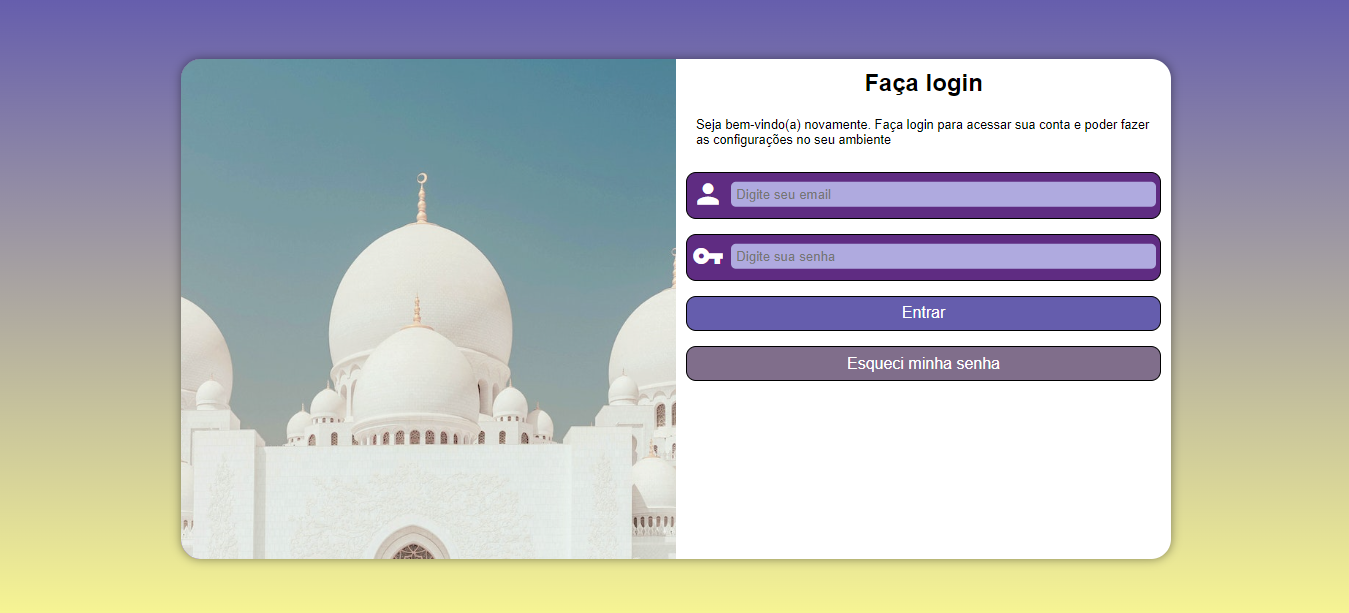 Faça login
Seja bem-vindo(a) novamente. Faça login para acessar sua conta e poder fazer
as configurações no seu ambiente
Digite seu email
Digite sua senha
Entrar
Esqueci minha senha